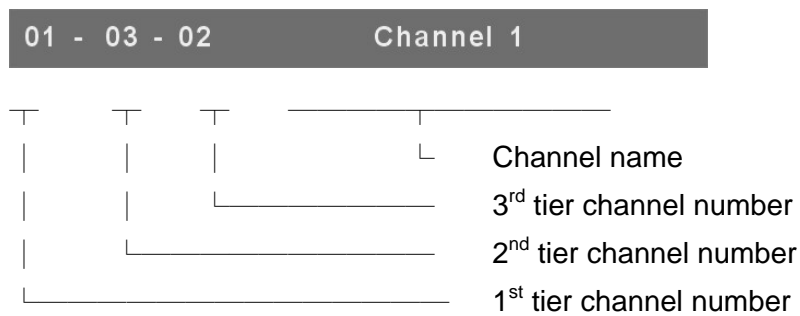 01 - 03 - 02 Channel 1
Channel name
3rd tier channel number
2nd tier channel number
1st tier channel number